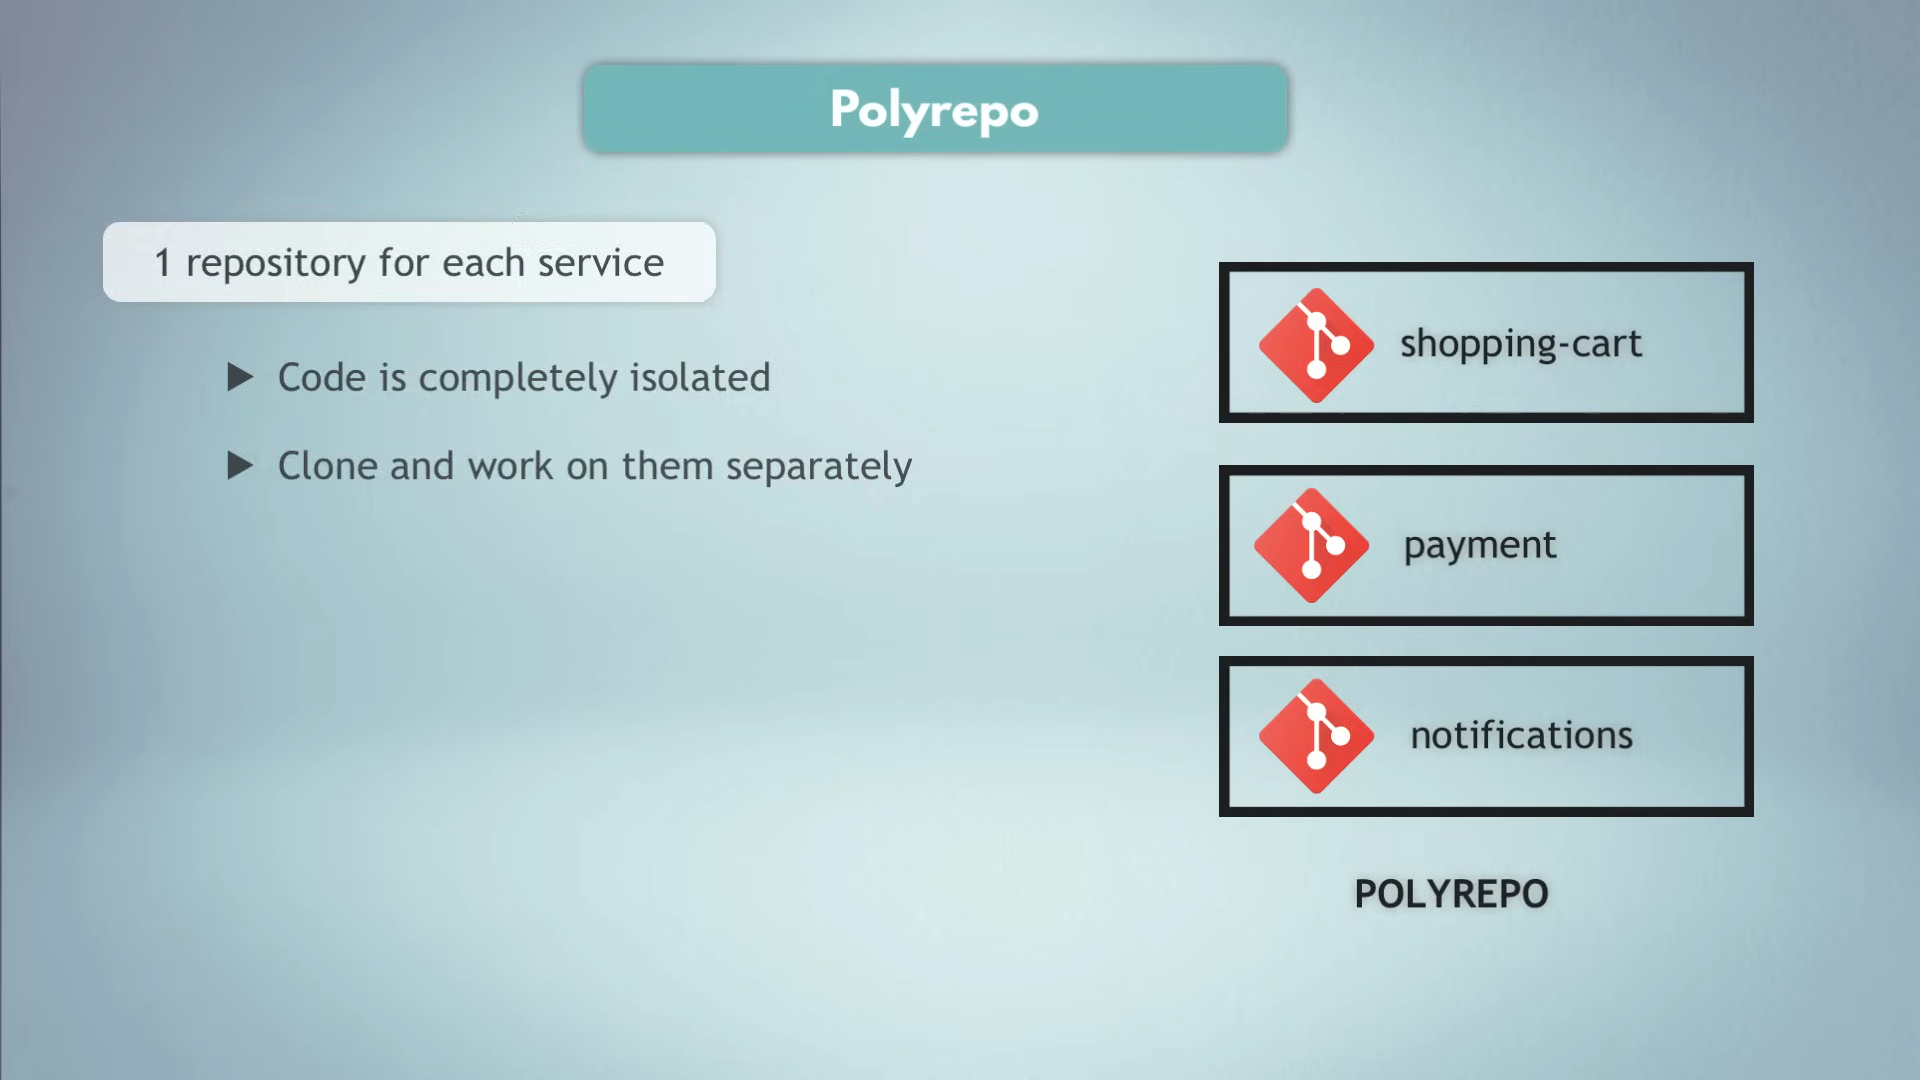 Polyrepo
1 repository for each service
Code is completely isolated
Clone and work on them separately
shopping-cart
payment
notifications
POLYREPO